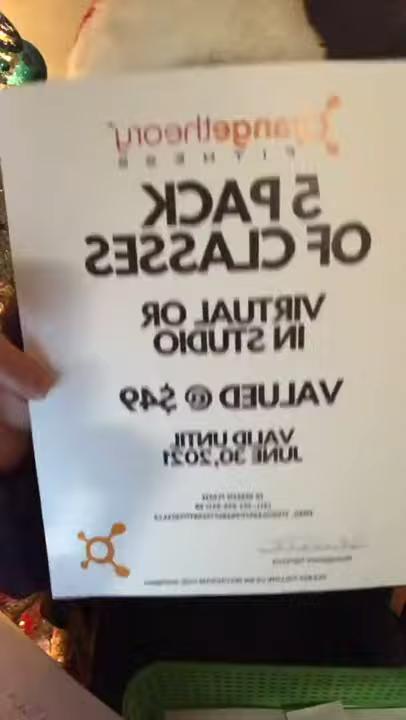 orangetheory
FITNESS
5 PACK
OF CLASSES
VIRTUAL OR
IN STUDIO
VALUED @ $49
VALID UNTIL
JUNE 30, 2021